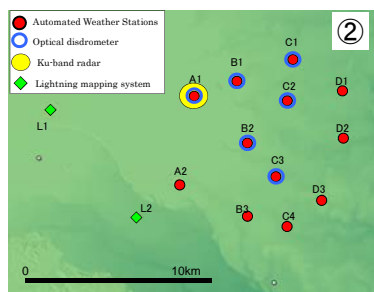 Automated Weather Stations
②
Optical disdrometer
Ku-band radar
Lightning mapping system
C1
B1
A1
C2
D1
L1
B2
D2
C3
A2
D3
L2
B3
C4
0 10km